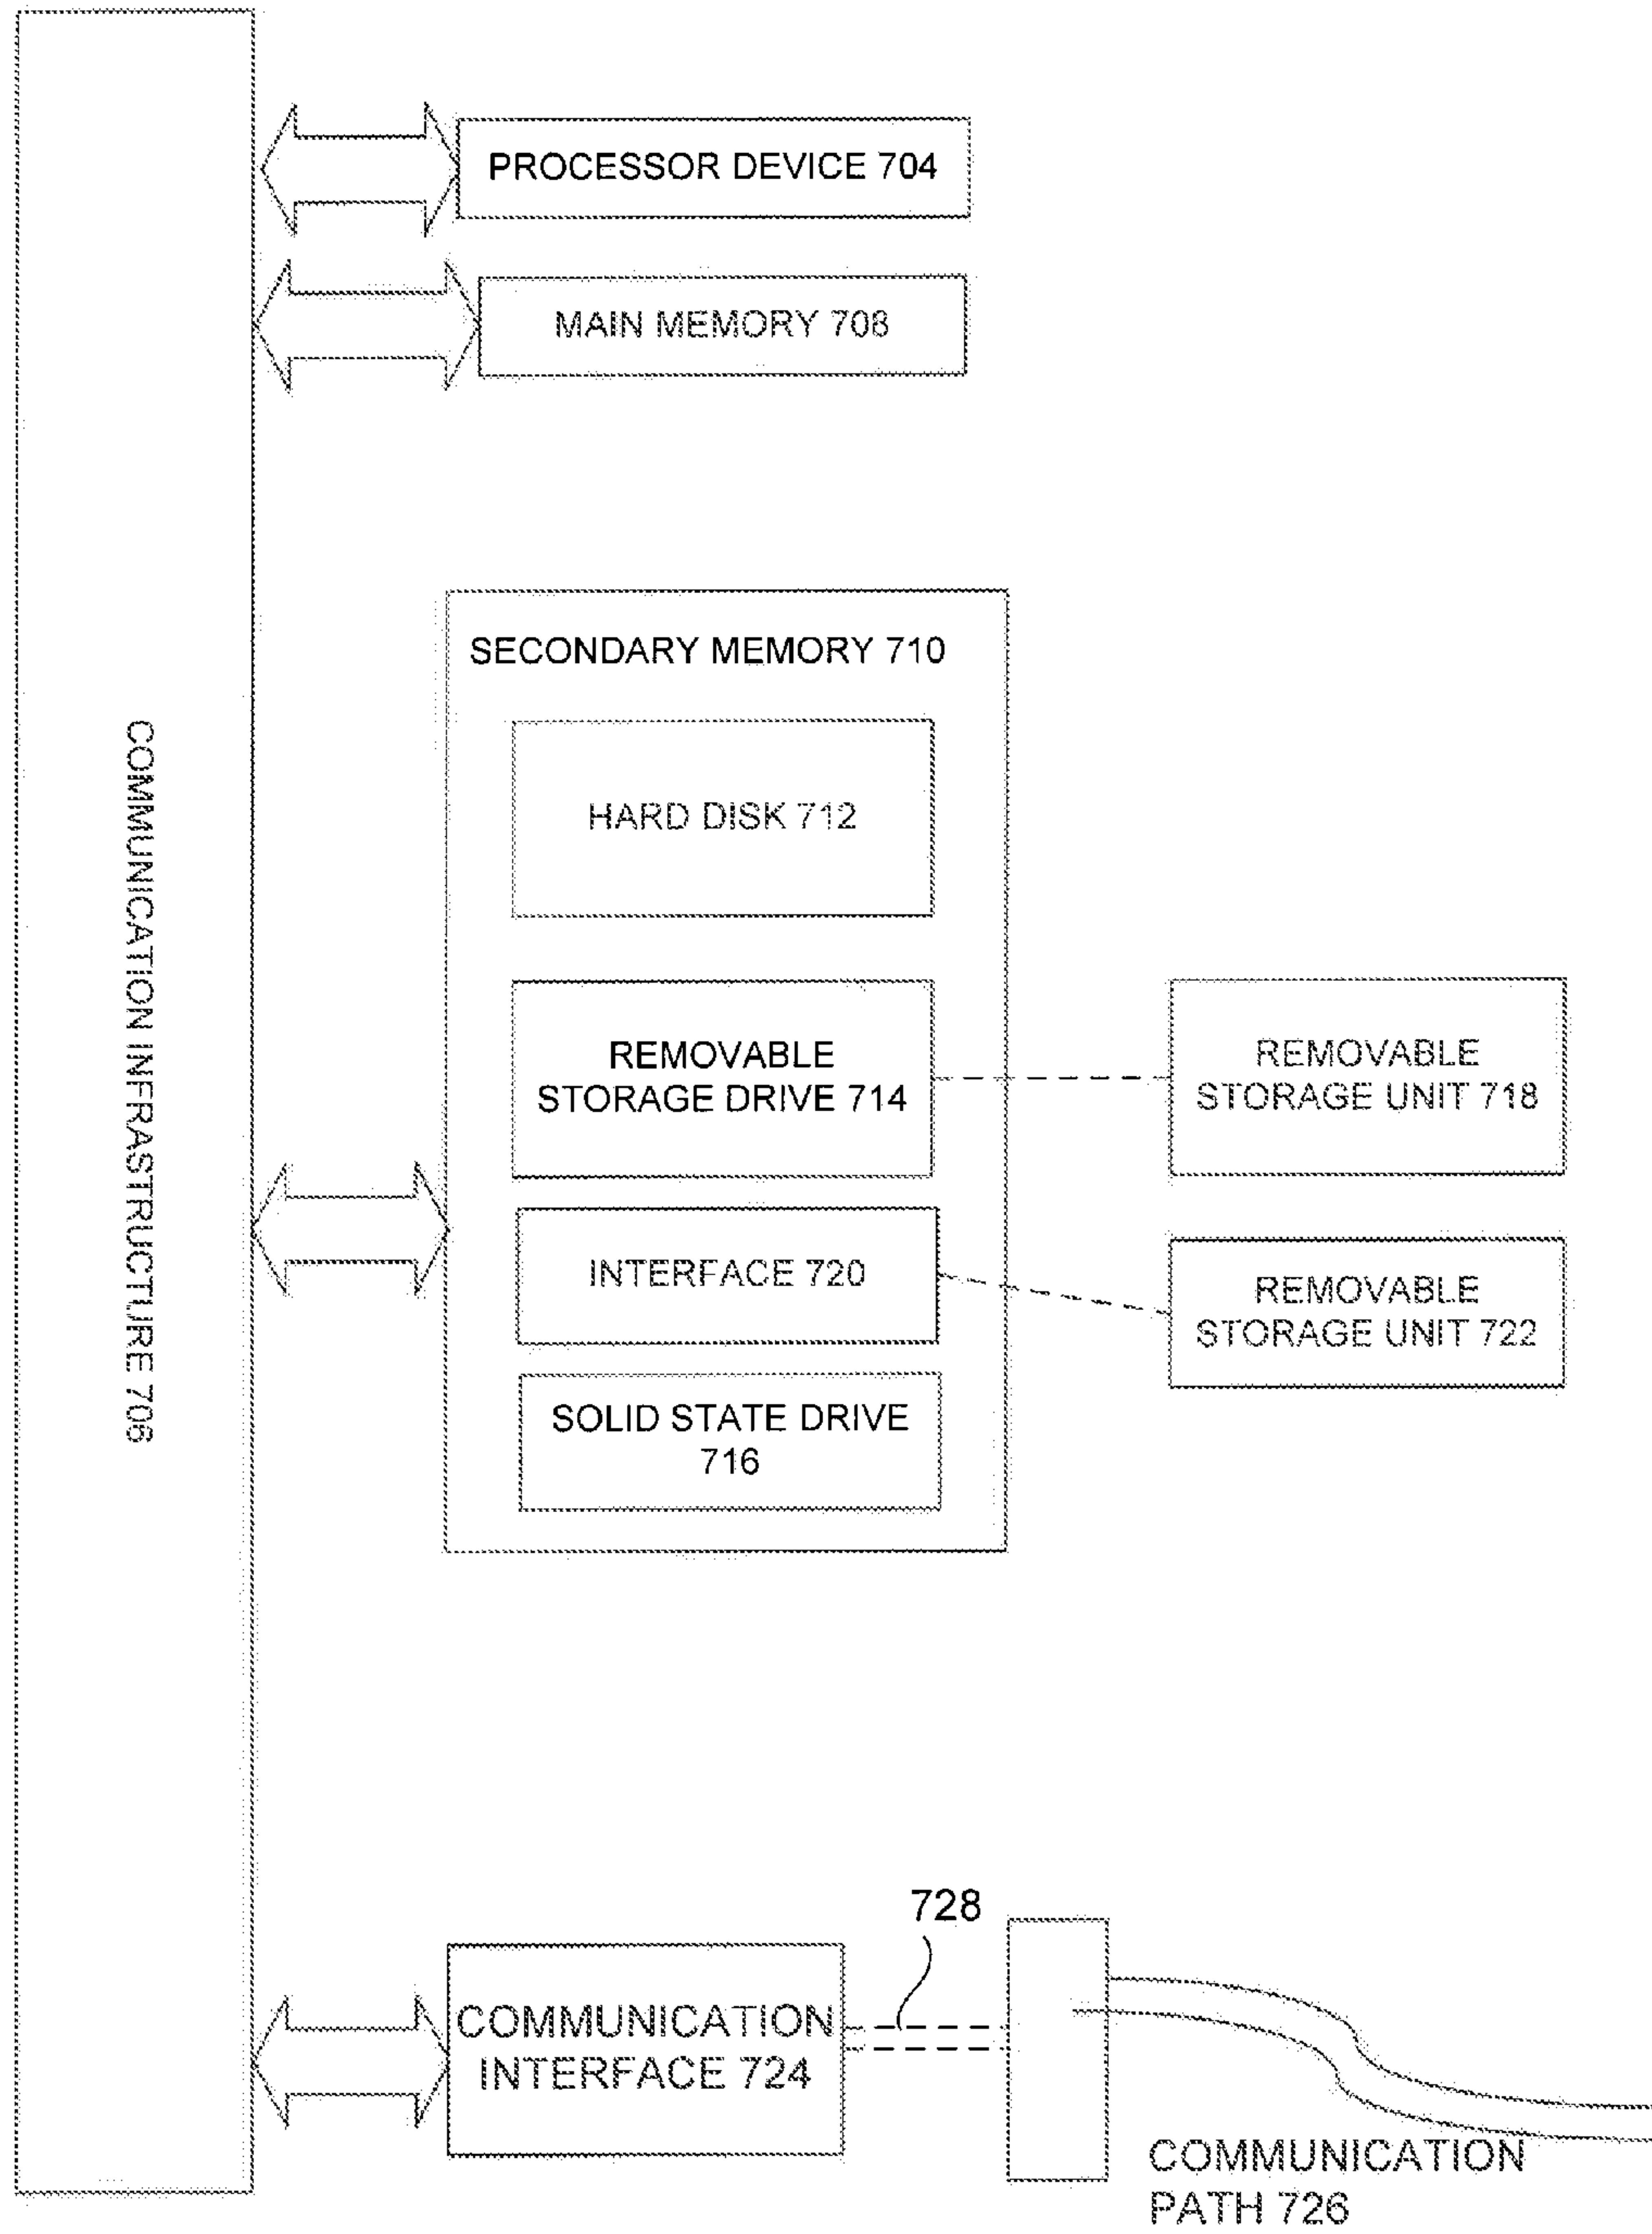 PROCESSOR DEVICE 704
MAIN MEMORY 708
COMMUNICATION INFRASTRUCTURE 706
SECONDARY MEMORY 710
HARD DISK 712
REMOVABLE
STORAGE DRIVE 714
REMOVABLE
STORAGE UNIT 718
INTERFACE 720
REMOVABLE
STORAGE UNIT 722
SOLID STATE DRIVE
716
728
COMMUNICATION
INTERFACE 724
COMMUNICATION
PATH 726